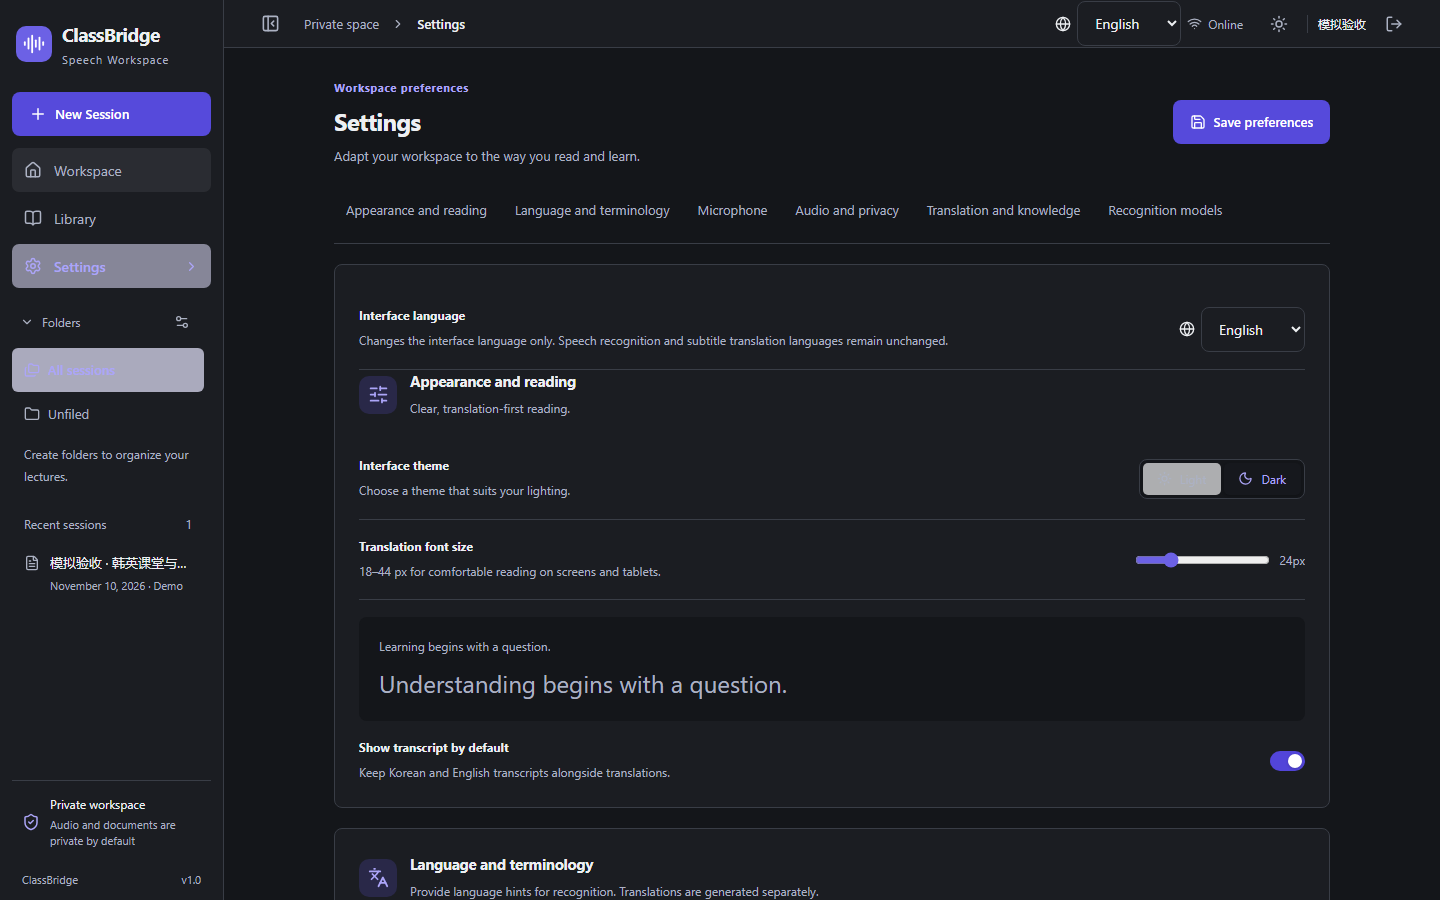 ClassBridge
Speech Workspace
New Session
Workspace
Library
Settings
Folders
All sessions
Unfiled
Create folders to organize your
lectures.
Recent sessions 1
模拟验收 · 韩英课堂与...
November 10, 2026 · Demo
Private workspace
Audio and documents are
private by default
ClassBridge v1.0
Private space > Settings
English
Online
模拟验收
Workspace preferences
Settings
Adapt your workspace to the way you read and learn.
Save preferences
Appearance and reading Language and terminology Microphone Audio and privacy Translation and knowledge Recognition models
Interface language
Changes the interface language only. Speech recognition and subtitle translation languages remain unchanged.
English
Appearance and reading
Clear, translation-first reading.
Interface theme
Choose a theme that suits your lighting.
Dark
Translation font size
18–44 px for comfortable reading on screens and tablets.
24px
Learning begins with a question.
Understanding begins with a question.
Show transcript by default
Keep Korean and English transcripts alongside translations.
Language and terminology
Provide language hints for recognition. Translations are generated separately.